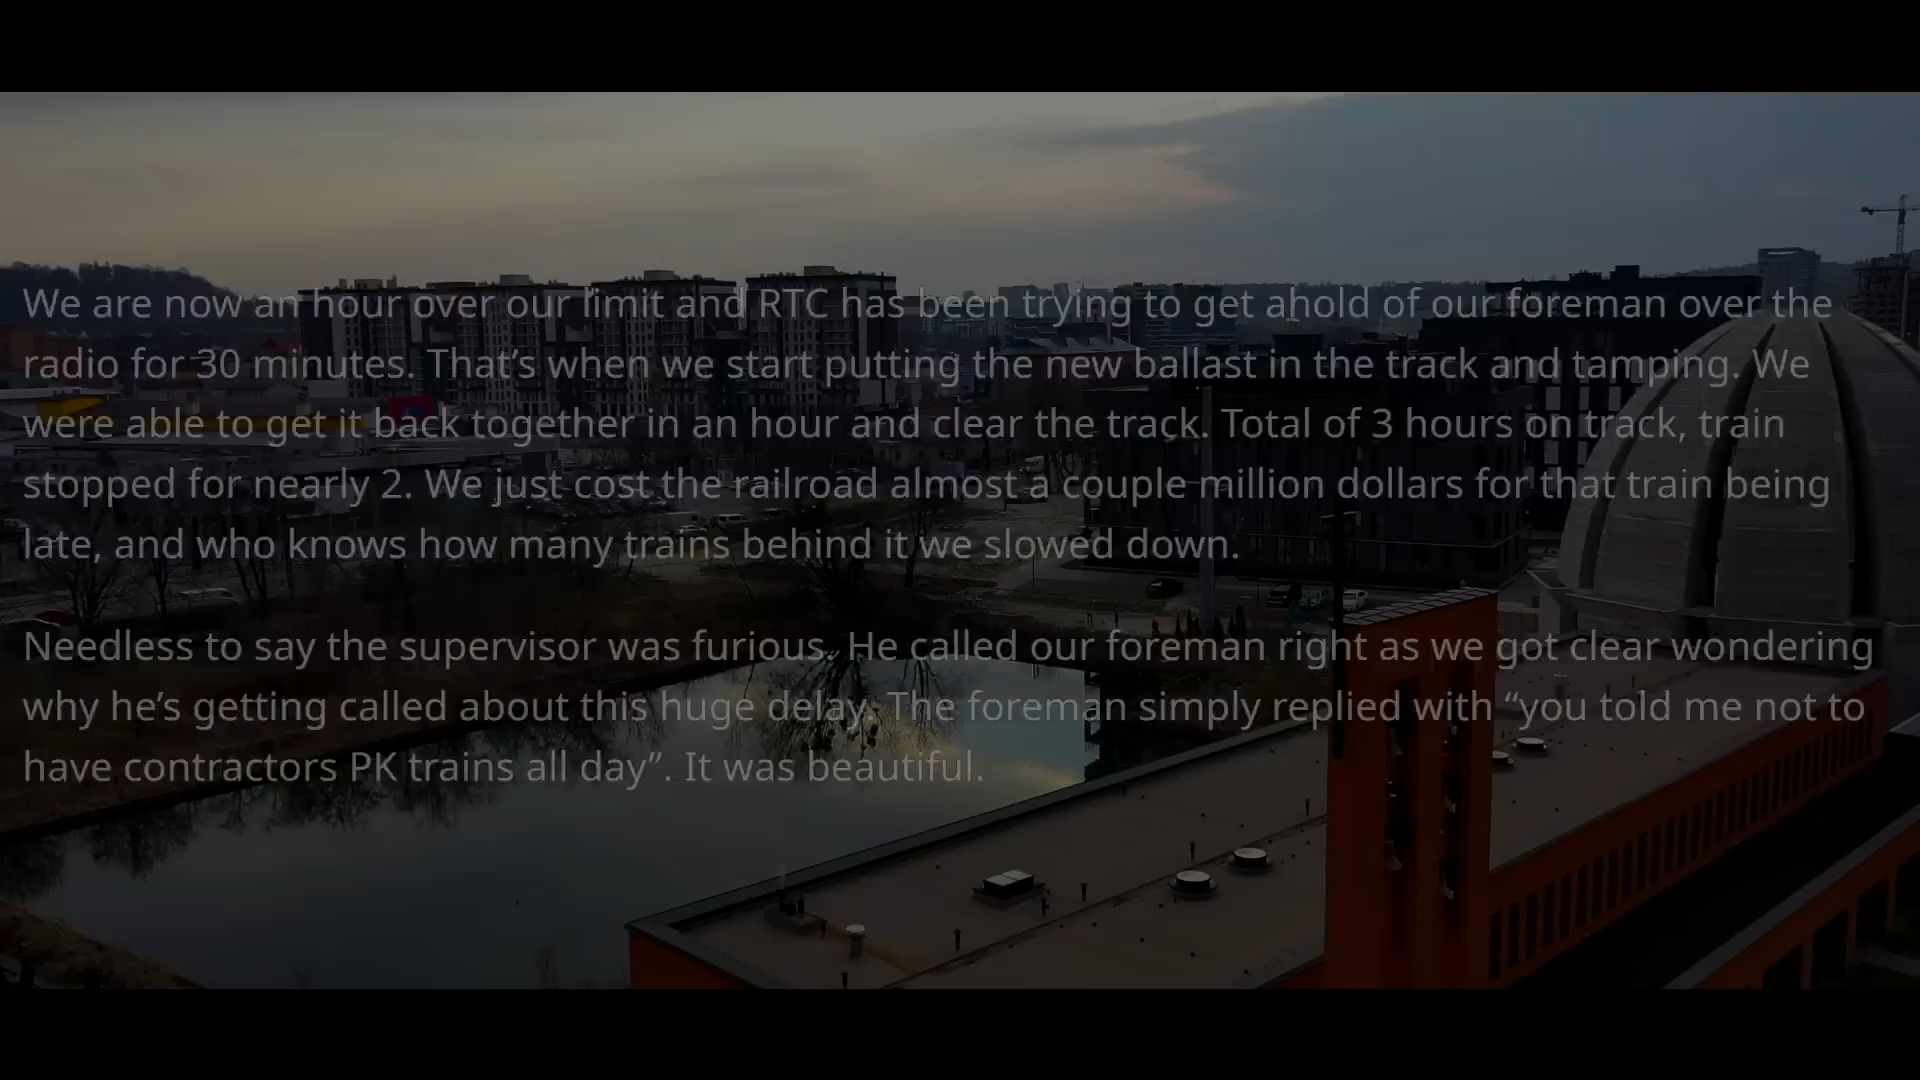 We are now an hour over our limit and RTC has been trying to get ahold of our foreman over the
radio for 30 minutes. That’s when we start putting the new ballast in the track and tamping. We
were able to get it back together in an hour and clear the track. Total of 3 hours on track, train
stopped for nearly 2. We just cost the railroad almost a couple million dollars for that train being
late, and who knows how many trains behind it we slowed down.
Needless to say the supervisor was furious. He called our foreman right as we got clear wondering
why he’s getting called about this huge delay. The foreman simply replied with “you told me not to
have contractors PK trains all day”. It was beautiful.